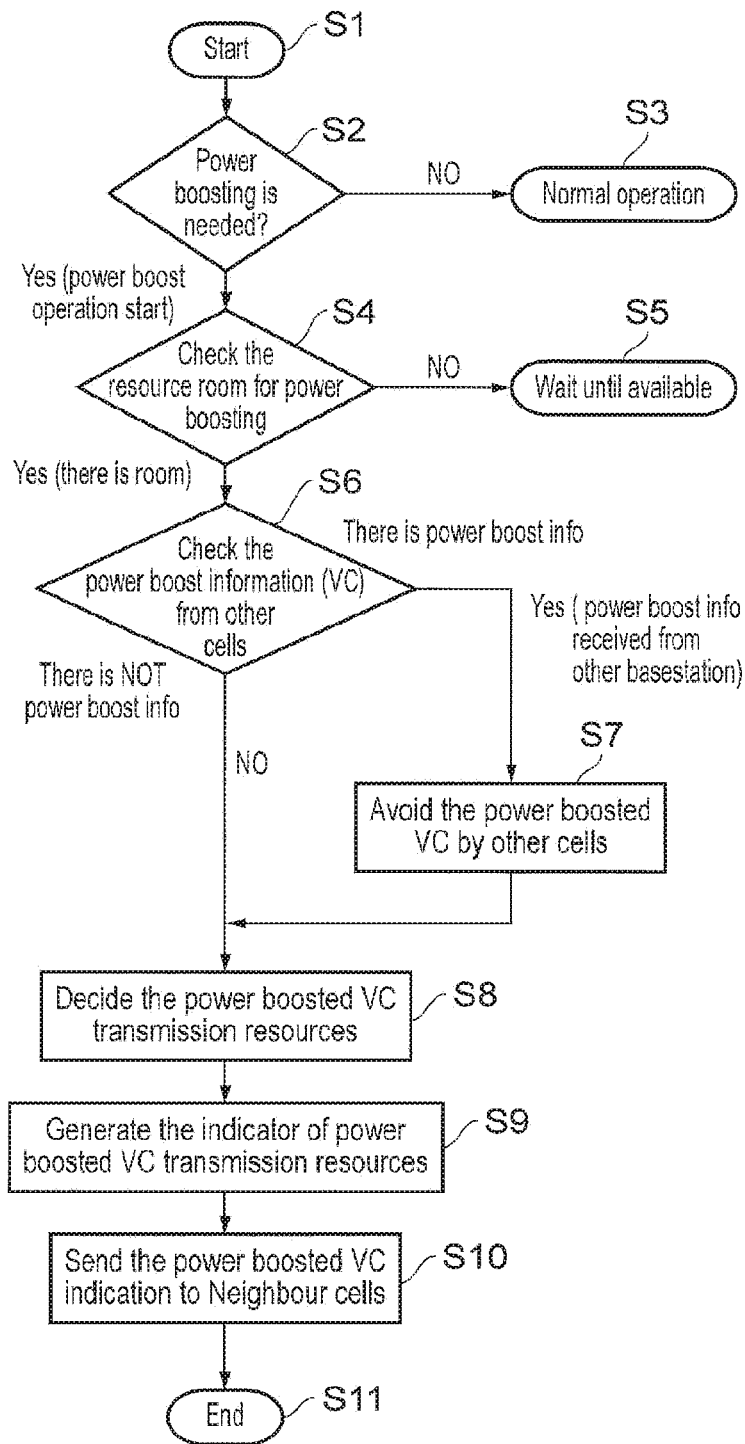 S1
Start
S2
Power
boosting is
needed?
NO
S3
Normal operation
Yes (power boost
operation start)
S4
Check the
resource room for power
boosting
NO
S5
Wait until available
Yes (there is room)
S6
Check the
power boost information (VC)
from other
cells
There is power boost info
Yes ( power boost info
received from
other basestation)
There is NOT
power boost info
NO
S7
Avoid the power boosted
VC by other cells
Decide the power boosted VC
transmission resources
S8
Generate the indicator of power
boosted VC transmission resources
S9
Send the power boosted VC
indication to Neighbour cells
S10
End
S11